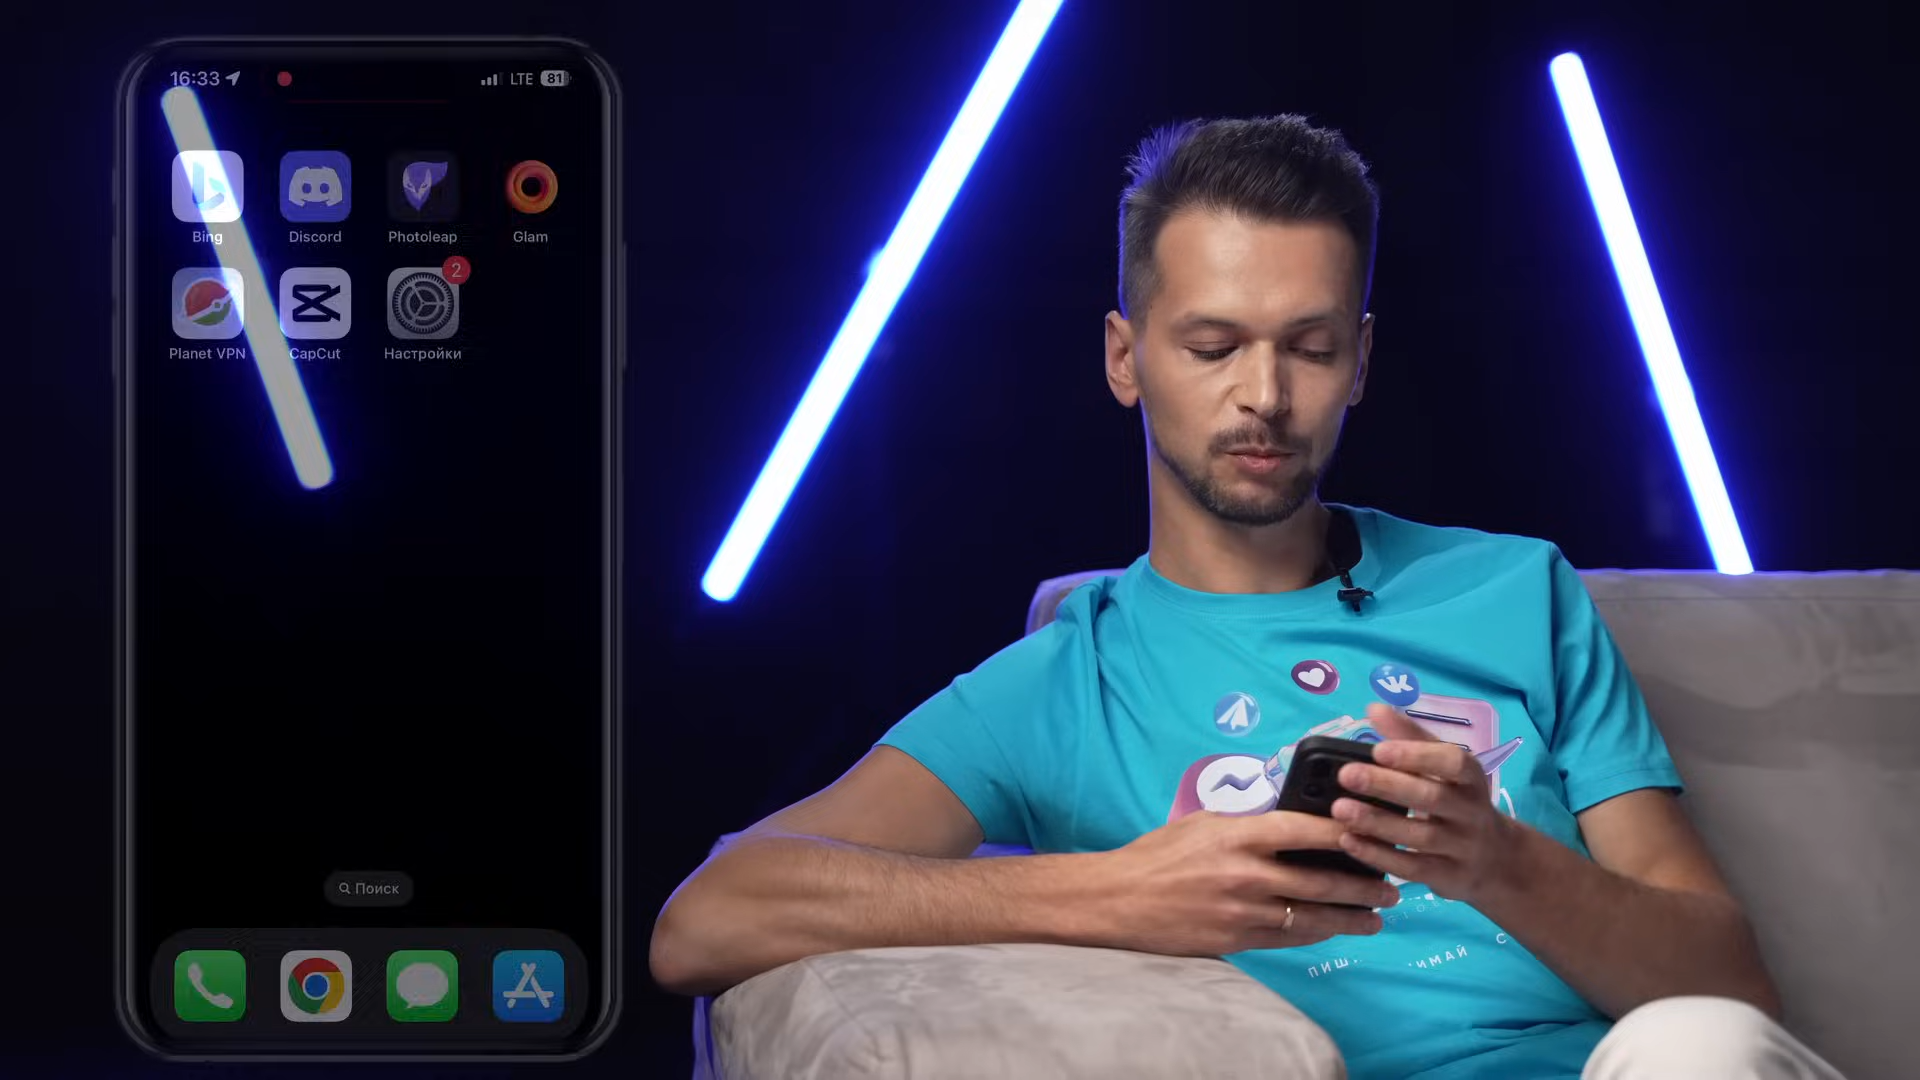 16:33
LTE 81
Bing Discord Photoleap Glam
2
Planet VPN CapCut Настройки
Поиск